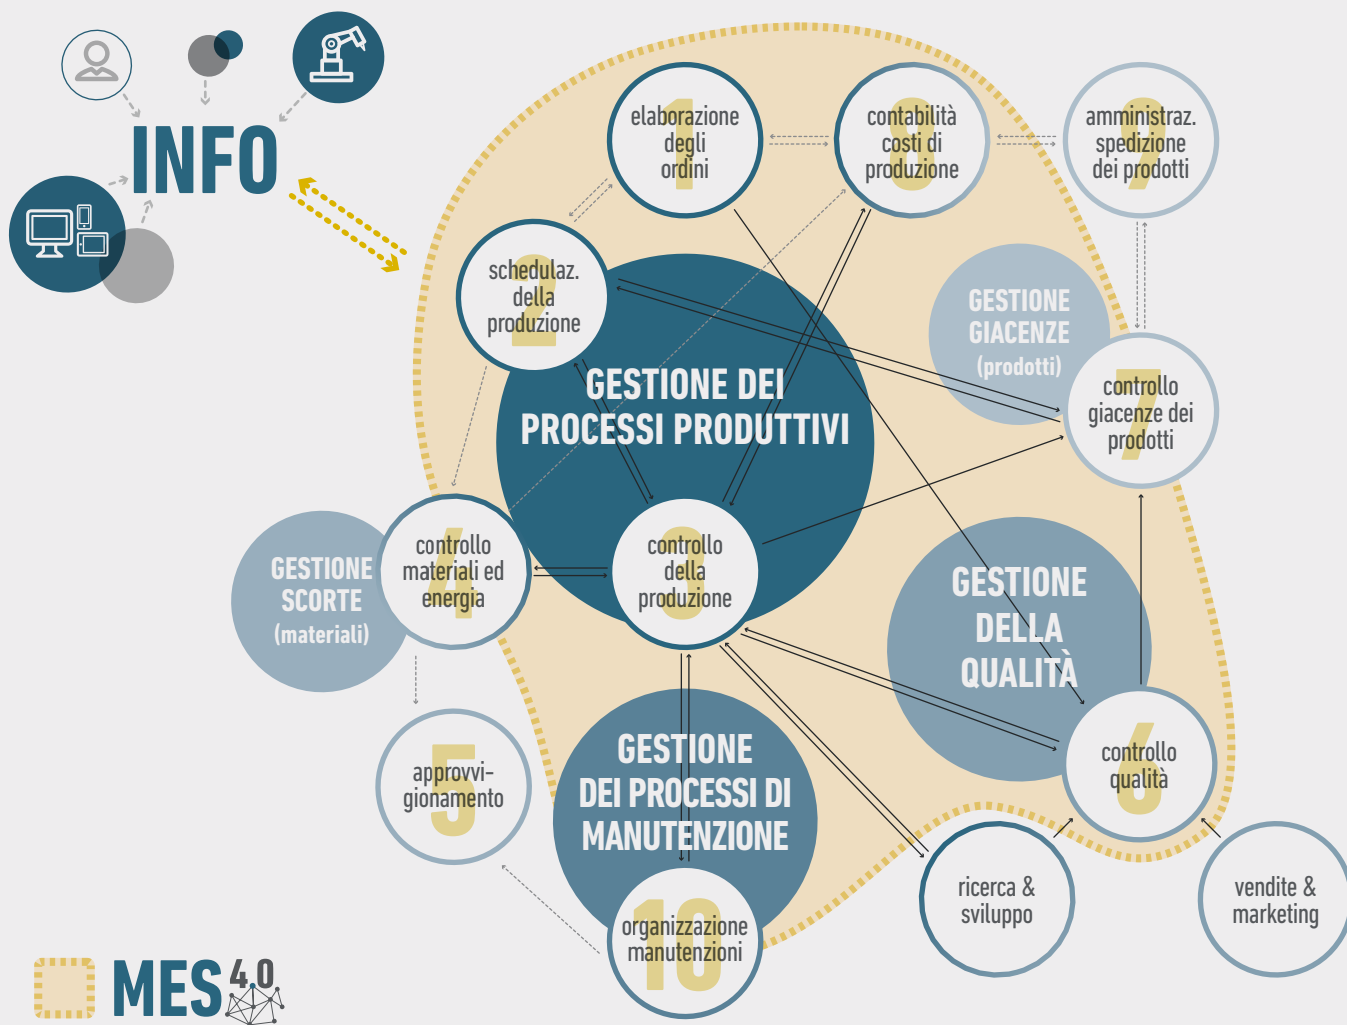 INFO
1
elaborazione
degli
ordini
8
contabilità
costi di
produzione
9
amministraz.
spedizione
dei prodotti
2
schedulaz.
della
produzione
GESTIONE
GIACENZE
(prodotti)
GESTIONE DEI
PROCESSI PRODUTTIVI
7
controllo
giacenze dei
prodotti
GESTIONE
SCORTE
(materiali)
4
controllo
materiali ed
energia
3
controllo
della
produzione
GESTIONE
DELLA
QUALITÀ
5
approvvi-
gionamento
GESTIONE
DEI PROCESSI DI
MANUTENZIONE
6
controllo
qualità
10
organizzazione
manutenzioni
ricerca &
sviluppo
vendite &
marketing
MES 4.0